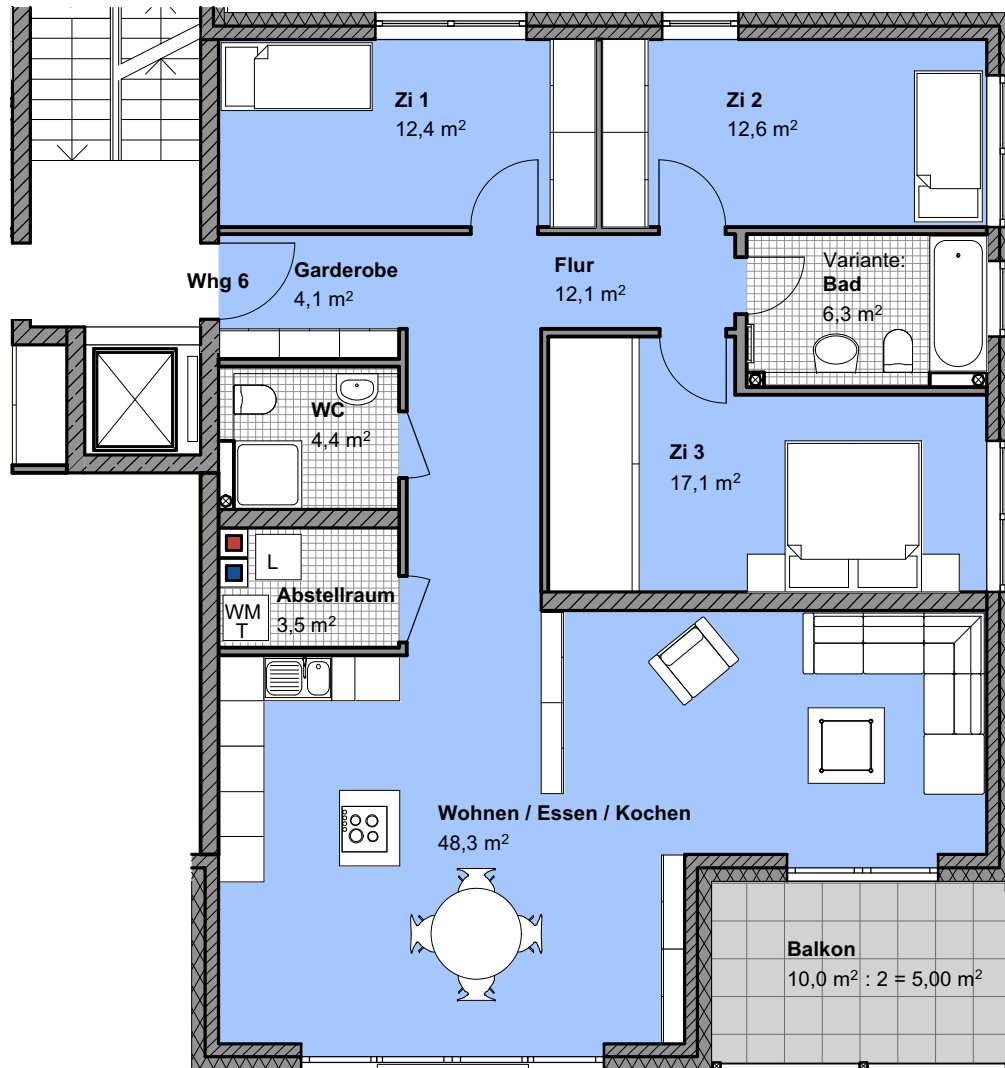 Zi 1
12,4 m²
Zi 2
12,6 m²
Whg 6
Garderobe
4,1 m²
Flur
12,1 m²
Variante:
Bad
6,3 m²
WC
4,4 m²
Zi 3
17,1 m²
L
Abstellraum
3,5 m²
WM
T
Wohnen / Essen / Kochen
48,3 m²
Balkon
10,0 m² : 2 = 5,00 m²